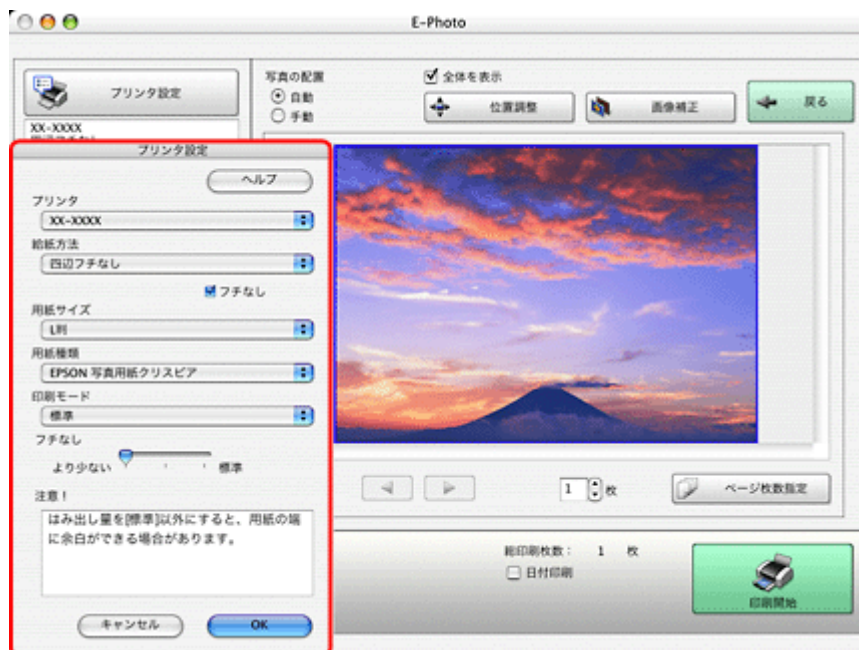 E-Photo
プリンタ設定
XX-XXXX
写真の配置
自動
手動
全体を表示
位置調整
画像補正
戻る
プリンタ設定
ヘルプ
プリンタ
XX-XXXX
給紙方法
四辺フチなし
フチなし
用紙サイズ
L判
用紙種類
EPSON 写真用紙クリスピア
印刷モード
標準
フチなし
より少ない
標準
注意！
はみ出し量を[標準]以外にすると、用紙の端
に余白ができる場合があります。
キャンセル
OK
1 枚
ページ枚数指定
総印刷枚数： 1 枚
日付印刷
印刷開始